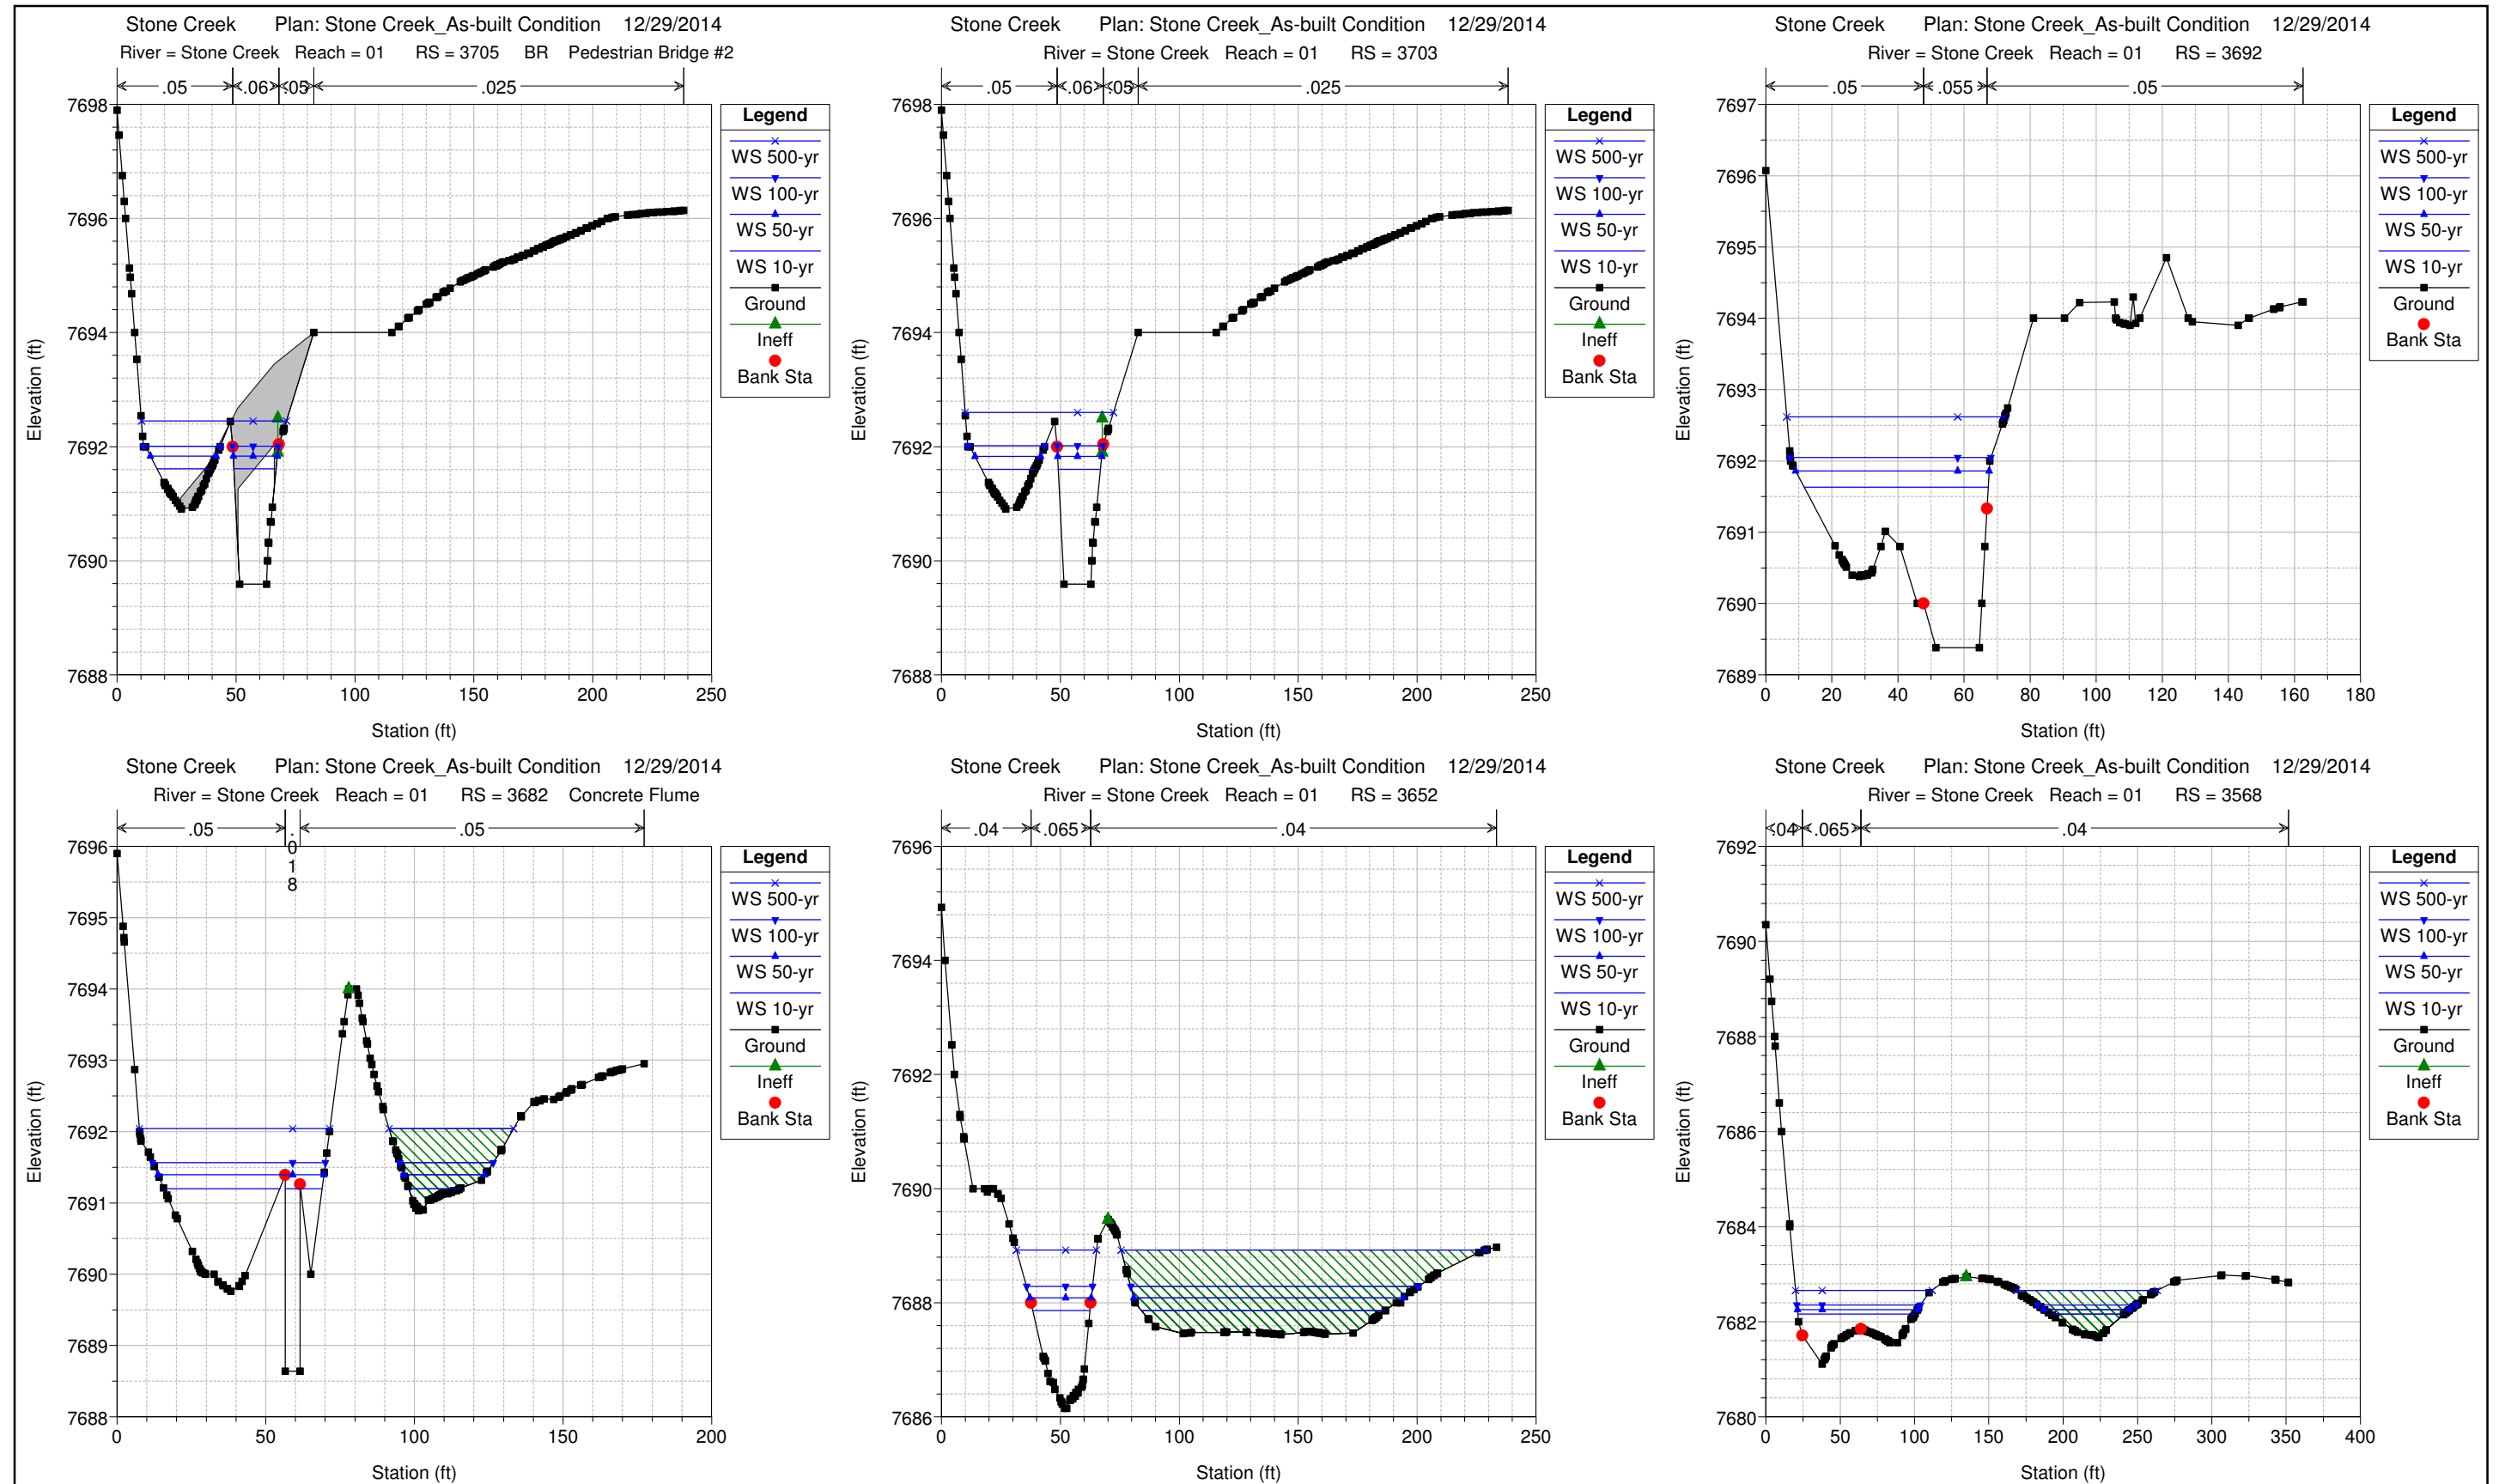 Stone Creek Plan: Stone Creek_As-built Condition 12/29/2014
River = Stone Creek Reach = 01 RS = 3705 BR Pedestrian Bridge #2
.05 .06 .05 .025
7698
7696
7694
7692
7690
7688
Elevation (ft)
0 50 100 150 200 250
Station (ft)
Legend
WS 500-yr
WS 100-yr
WS 50-yr
WS 10-yr
Ground
Ineff
Bank Sta
Stone Creek Plan: Stone Creek_As-built Condition 12/29/2014
River = Stone Creek Reach = 01 RS = 3703
.05 .06 .05 .025
7698
7696
7694
7692
7690
7688
Elevation (ft)
0 50 100 150 200 250
Station (ft)
Legend
WS 500-yr
WS 100-yr
WS 50-yr
WS 10-yr
Ground
Ineff
Bank Sta
Stone Creek Plan: Stone Creek_As-built Condition 12/29/2014
River = Stone Creek Reach = 01 RS = 3692
.05 .055 .05
7697
7696
7695
7694
7693
7692
7691
7690
7689
Elevation (ft)
0 20 40 60 80 100 120 140 160 180
Station (ft)
Legend
WS 500-yr
WS 100-yr
WS 50-yr
WS 10-yr
Ground
Bank Sta
Stone Creek Plan: Stone Creek_As-built Condition 12/29/2014
River = Stone Creek Reach = 01 RS = 3682 Concrete Flume
.05 .018 .05
7696
7695
7694
7693
7692
7691
7690
7689
7688
Elevation (ft)
0 50 100 150 200
Station (ft)
Legend
WS 500-yr
WS 100-yr
WS 50-yr
WS 10-yr
Ground
Ineff
Bank Sta
Stone Creek Plan: Stone Creek_As-built Condition 12/29/2014
River = Stone Creek Reach = 01 RS = 3652
.04 .065 .04
7696
7694
7692
7690
7688
7686
Elevation (ft)
0 50 100 150 200 250
Station (ft)
Legend
WS 500-yr
WS 100-yr
WS 50-yr
WS 10-yr
Ground
Ineff
Bank Sta
Stone Creek Plan: Stone Creek_As-built Condition 12/29/2014
River = Stone Creek Reach = 01 RS = 3568
.04 .065 .04
7692
7690
7688
7686
7684
7682
7680
Elevation (ft)
0 50 100 150 200 250 300 350 400
Station (ft)
Legend
WS 500-yr
WS 100-yr
WS 50-yr
WS 10-yr
Ground
Ineff
Bank Sta